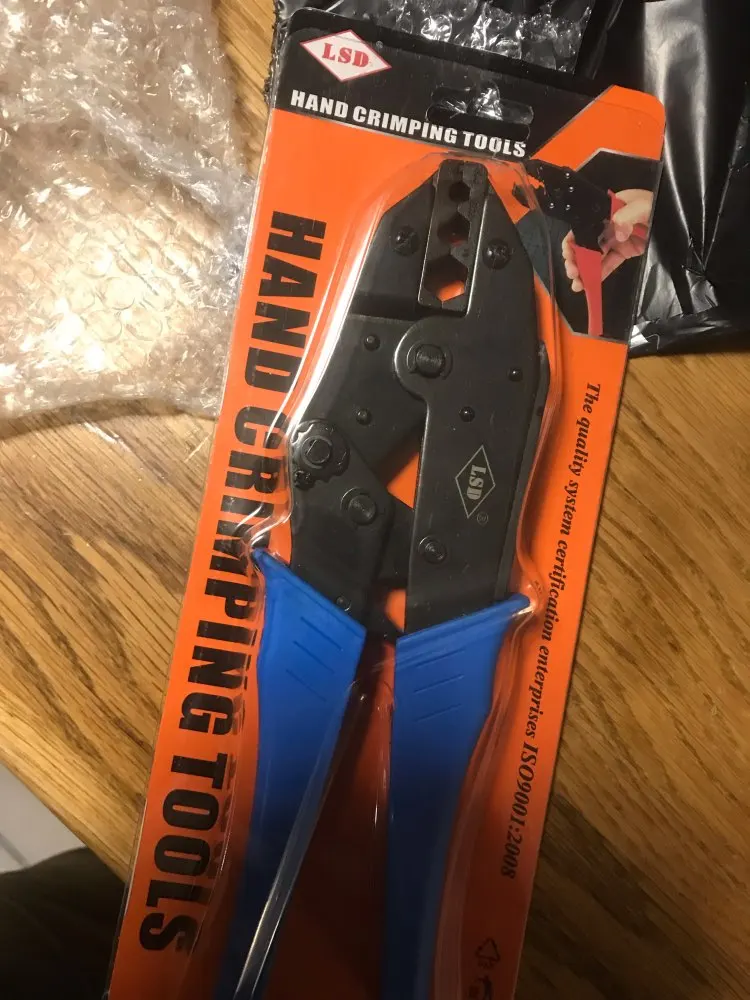 LSD
HAND CRIMPING TOOLS
HAND CRIMPING TOOLS
The quality system certification enterprises ISO9001:2008
LSD
®